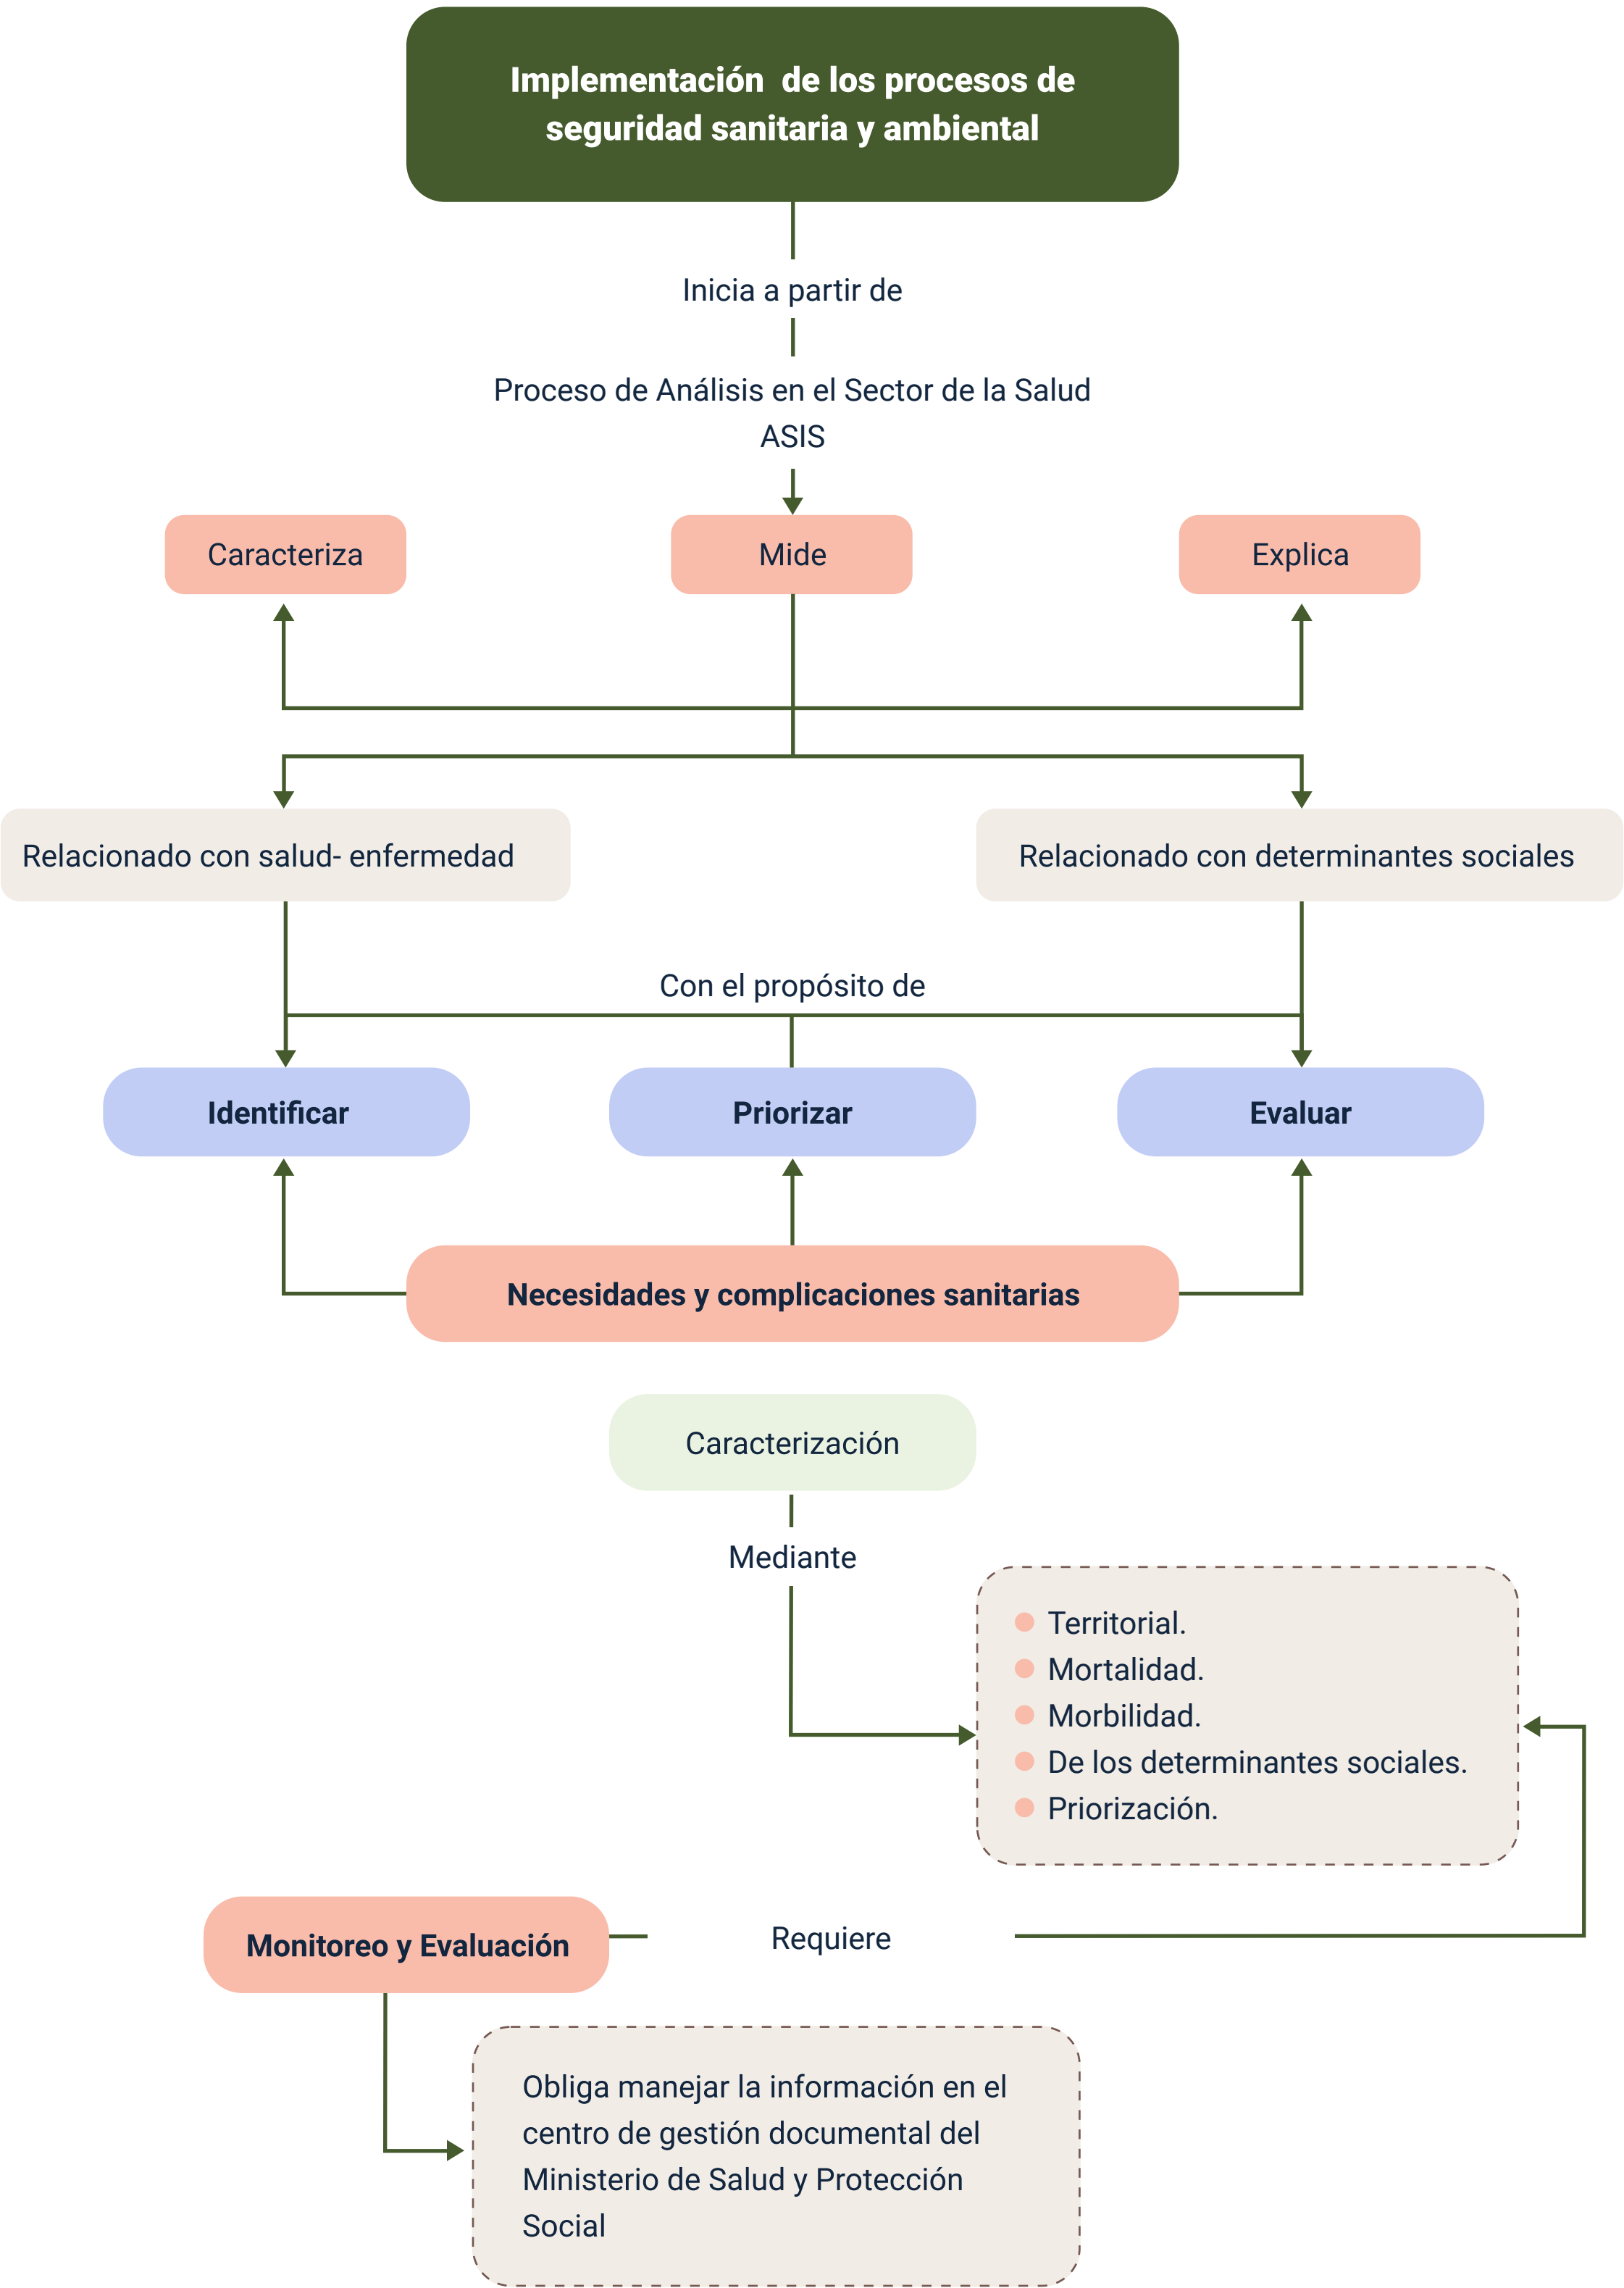 Implementación de los procesos de
seguridad sanitaria y ambiental
Inicia a partir de
Proceso de Análisis en el Sector de la Salud
ASIS
Caracteriza
Mide
Explica
Relacionado con salud- enfermedad
Relacionado con determinantes sociales
Con el propósito de
Identificar
Priorizar
Evaluar
Necesidades y complicaciones sanitarias
Caracterización
Mediante
Territorial.
Mortalidad.
Morbilidad.
De los determinantes sociales.
Priorización.
Monitoreo y Evaluación
Requiere
Obliga manejar la información en el
centro de gestión documental del
Ministerio de Salud y Protección
Social